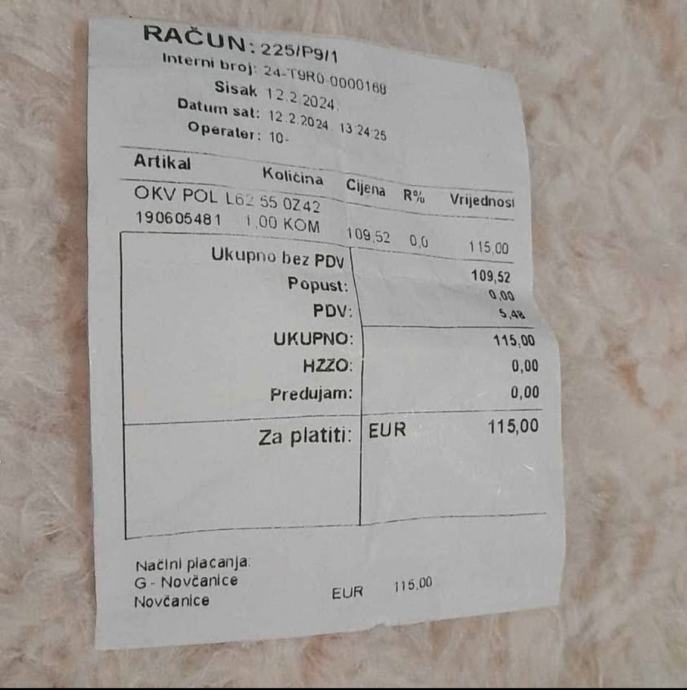 RAČUN: 225/P9/1
Interni broj: 24-T9R0-0000168
Sisak 12.2.2024.
Datum sat: 12.2.2024. 13:24:25
Operater: 10-
Artikal Količina Cijena R% Vrijednost
OKV POL L62 55 0Z42
190605481 1,00 KOM 109,52 0,0 115,00
Ukupno bez PDV 109,52
Popust: 0,00
PDV: 5,48
UKUPNO: 115,00
HZZO: 0,00
Predujam: 0,00
Za platiti: EUR 115,00
Načini placanja:
G - Novčanice
Novčanice EUR 115,00